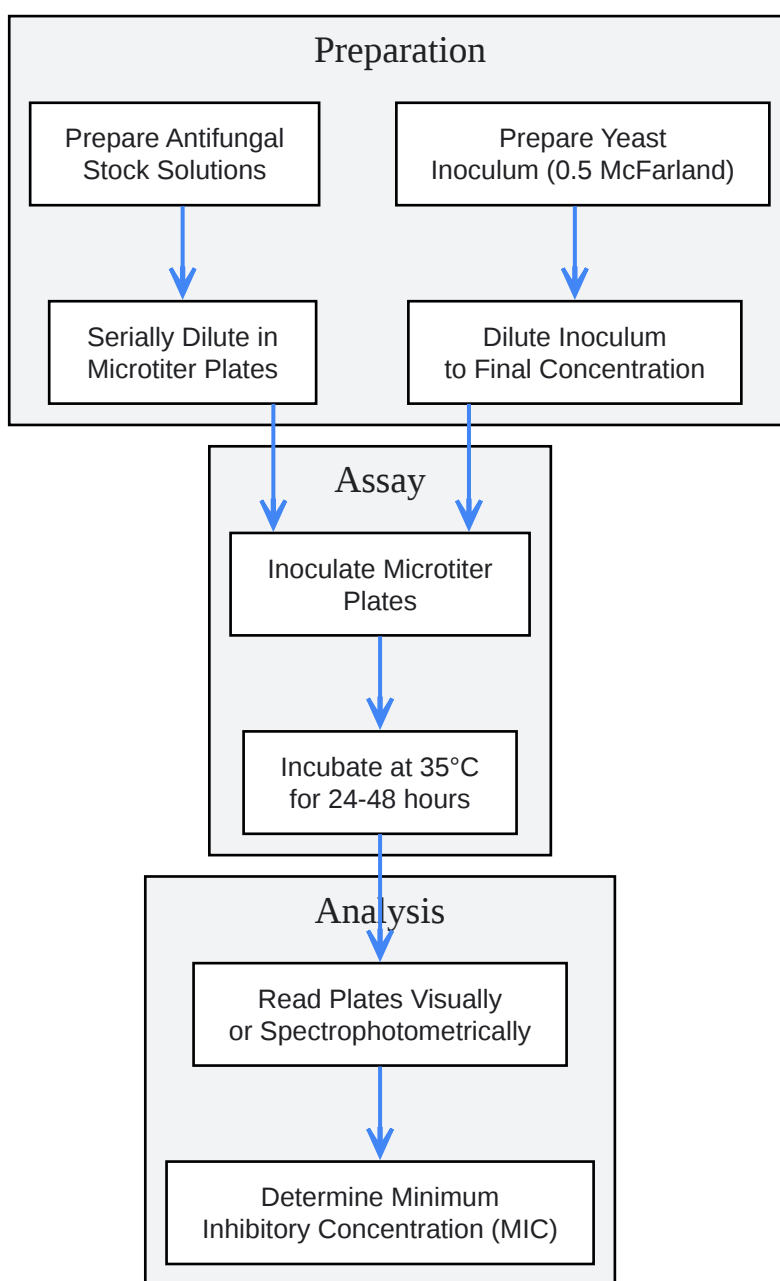 Preparation
Prepare Antifungal
Stock Solutions
Prepare Yeast
Inoculum (0.5 McFarland)
Serially Dilute in
Microtiter Plates
Dilute Inoculum
to Final Concentration
Assay
Inoculate Microtiter
Plates
Incubate at 35°C
for 24-48 hours
Analysis
Read Plates Visually
or Spectrophotometrically
Determine Minimum
Inhibitory Concentration (MIC)